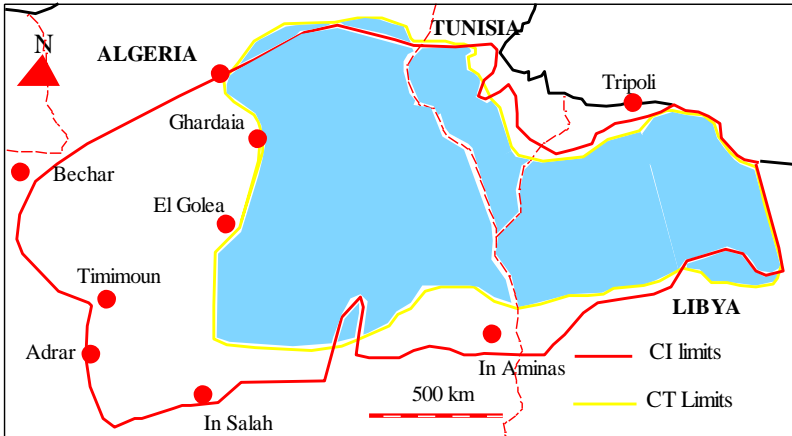 TUNISIA
N
ALGERIA
Tripoli
Ghardaia
Bechar
El Golea
Timimoun
LIBYA
Adrar
In Aminas
CI limits
500 km
CT Limits
In Salah